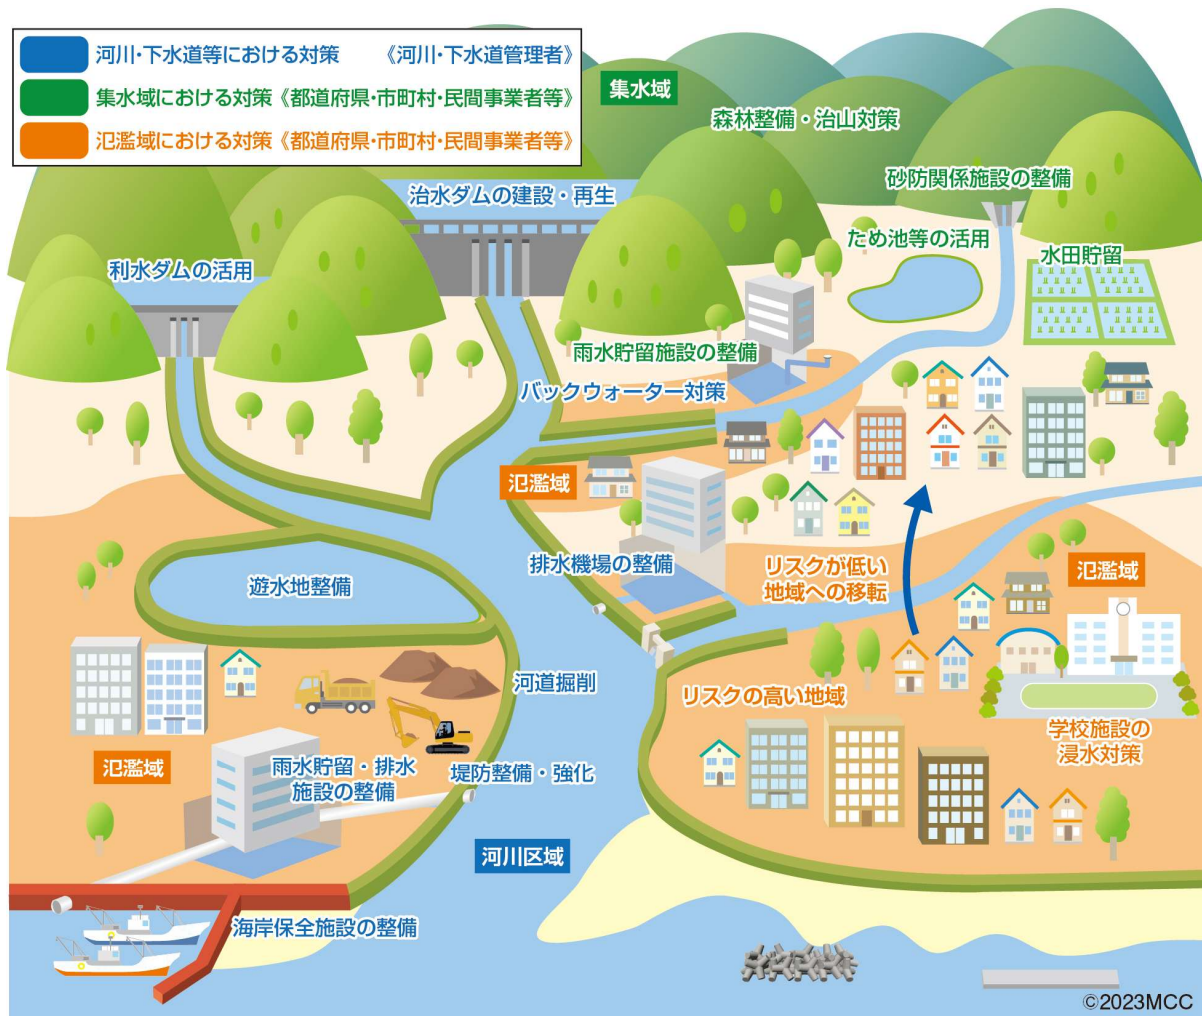 河川・下水道等における対策 《河川・下水道管理者》
集水域における対策《都道府県・市町村・民間事業者等》
氾濫域における対策《都道府県・市町村・民間事業者等》
集水域
森林整備・治山対策
砂防関係施設の整備
治水ダムの建設・再生
ため池等の活用
水田貯留
利水ダムの活用
雨水貯留施設の整備
バックウォーター対策
氾濫域
排水機場の整備
リスクが低い
地域への移転
氾濫域
遊水地整備
河道掘削
リスクの高い地域
学校施設の
浸水対策
氾濫域
雨水貯留・排水
施設の整備
堤防整備・強化
河川区域
海岸保全施設の整備
©2023MCC